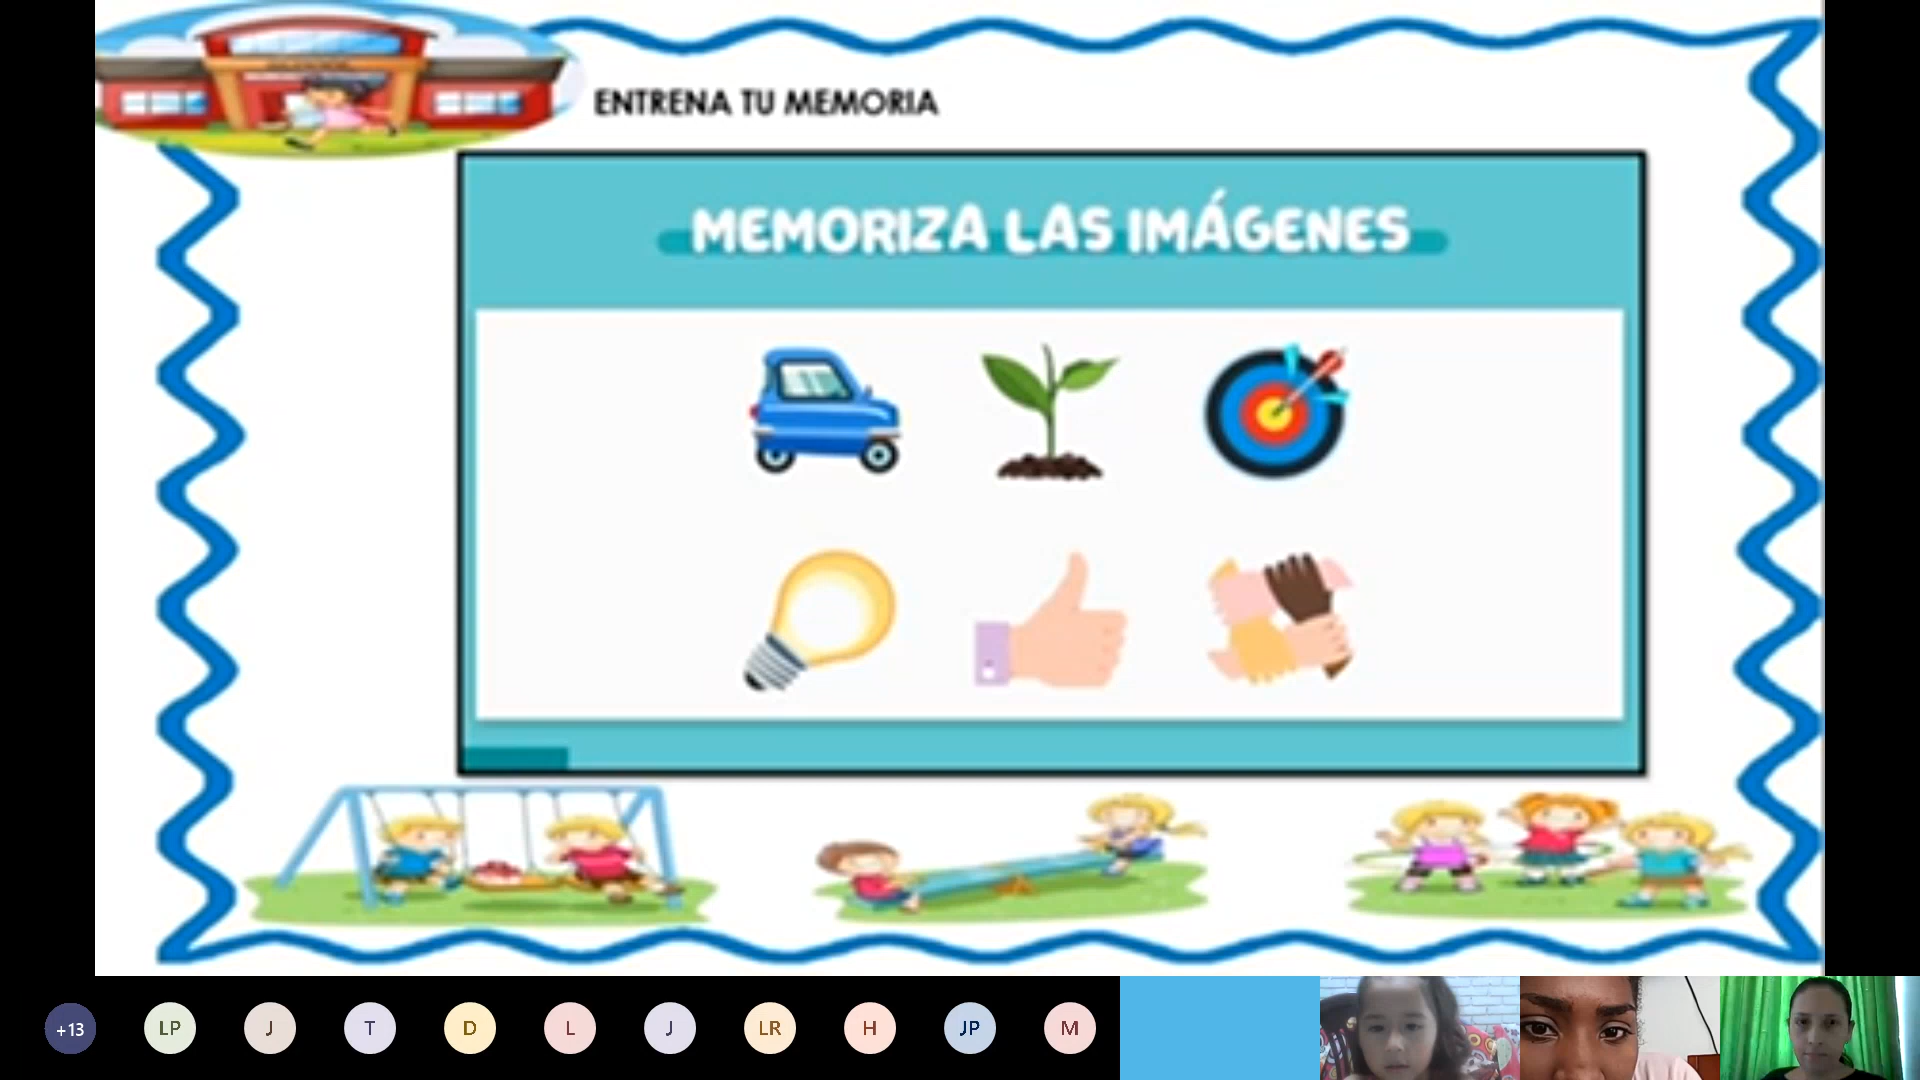 ENTRENA TU MEMORIA
MEMORIZA LAS IMÁGENES
+13
LP
J
T
D
L
J
LR
H
JP
M